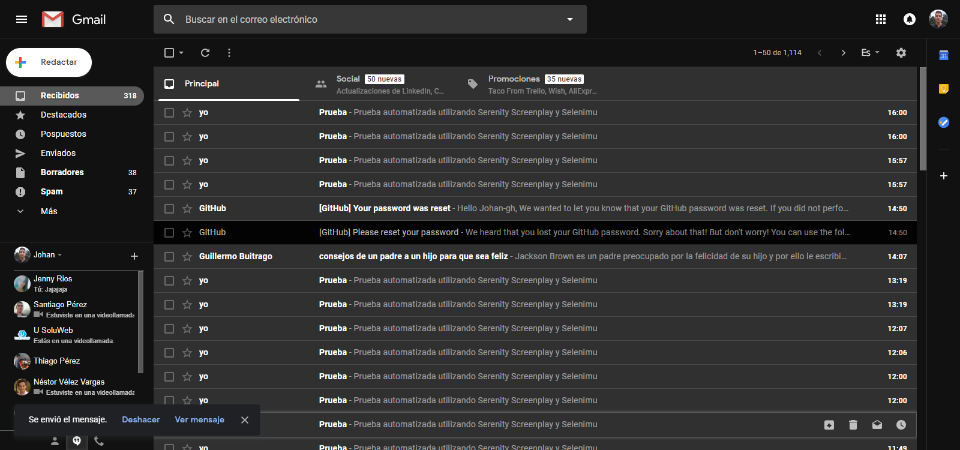 Gmail
Buscar en el correo electrónico
Redactar
Recibidos 318
Destacados
Pospuestos
Enviados
Borradores 38
Spam 37
Más
Johan
Jenny Rios
Tú: Jajajaja
Santiago Pérez
Estuviste en una videollamada
U SoluWeb
Estás en una videollamada.
Thiago Pérez
Néstor Vélez Vargas
Estuviste en una videollamada
1–50 de 1,114
Es
Principal
Social 50 nuevas
Actualizaciones de LinkedIn, C...
Promociones 35 nuevas
Taco From Trello, Wish, AliExpr...
yo Prueba - Prueba automatizada utilizando Serenity Screenplay y Selenimu 16:00
yo Prueba - Prueba automatizada utilizando Serenity Screenplay y Selenimu 16:00
yo Prueba - Prueba automatizada utilizando Serenity Screenplay y Selenimu 15:57
yo Prueba - Prueba automatizada utilizando Serenity Screenplay y Selenimu 15:57
GitHub [GitHub] Your password was reset - Hello Johan-gh, We wanted to let you know that your GitHub password was reset. If you did not perfo... 14:50
GitHub [GitHub] Please reset your password - We heard that you lost your GitHub password. Sorry about that! But don't worry! You can use the fol... 14:50
Guillermo Buitrago consejos de un padre a un hijo para que sea feliz - Jackson Brown es un padre preocupado por la felicidad de su hijo y por ello le escribi... 14:07
yo Prueba - Prueba automatizada utilizando Serenity Screenplay y Selenimu 13:19
yo Prueba - Prueba automatizada utilizando Serenity Screenplay y Selenimu 13:19
yo Prueba - Prueba automatizada utilizando Serenity Screenplay y Selenimu 12:07
yo Prueba - Prueba automatizada utilizando Serenity Screenplay y Selenimu 12:06
yo Prueba - Prueba automatizada utilizando Serenity Screenplay y Selenimu 12:00
yo Prueba - Prueba automatizada utilizando Serenity Screenplay y Selenimu 12:00
Prueba - Prueba automatizada utilizando Serenity Screenplay y Selenimu
yo Prueba - Prueba automatizada utilizando Serenity Screenplay y Selenimu 11:49
Se envió el mensaje. Deshacer Ver mensaje